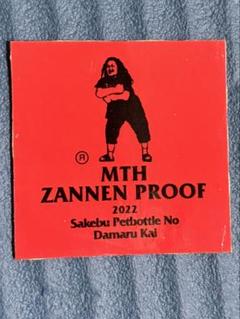 ®
MTH
ZANNEN PROOF
2022
Sakebu Petbottle No
Damaru Kai